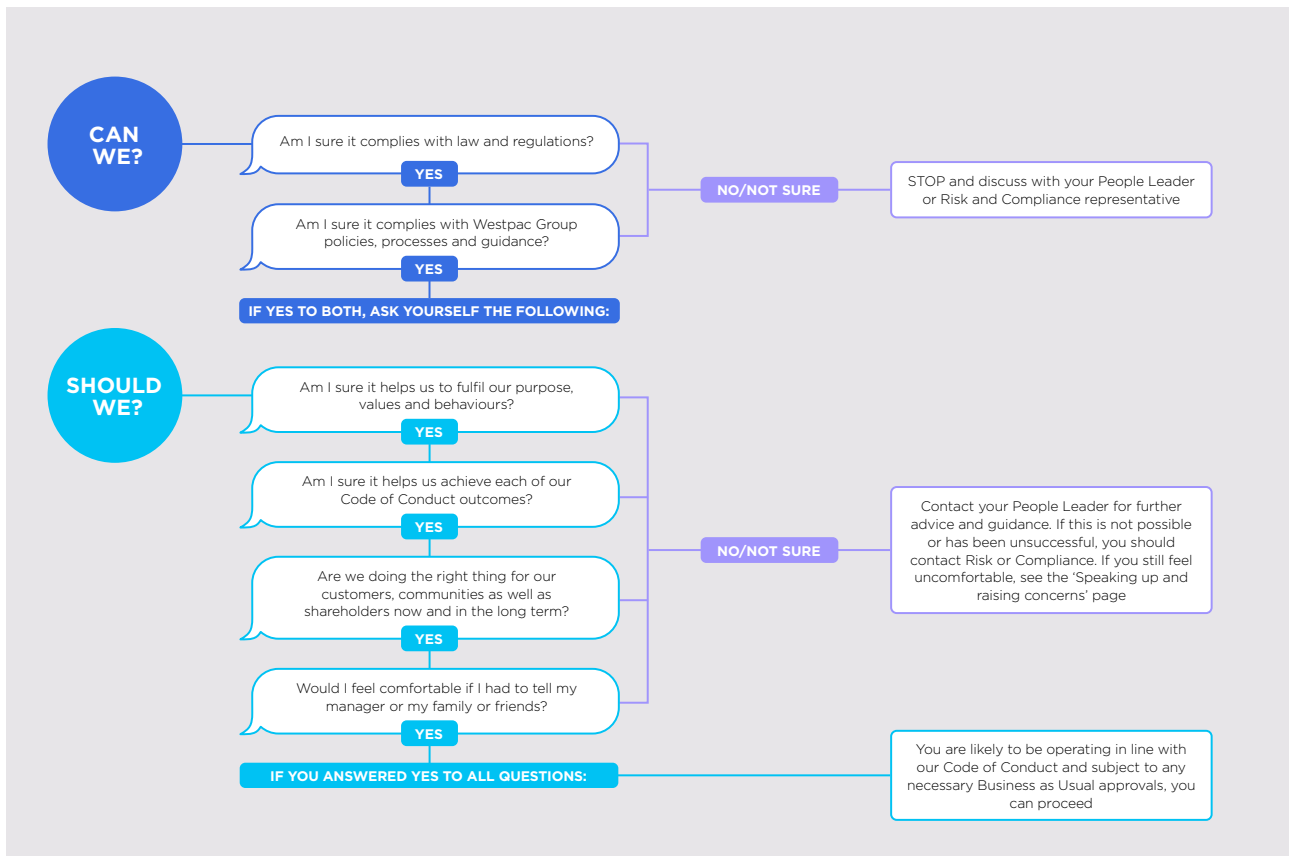 CAN
WE?
Am I sure it complies with law and regulations?
YES
Am I sure it complies with Westpac Group
policies, processes and guidance?
YES
IF YES TO BOTH, ASK YOURSELF THE FOLLOWING:
NO/NOT SURE
STOP and discuss with your People Leader
or Risk and Compliance representative
SHOULD
WE?
Am I sure it helps us to fulfil our purpose,
values and behaviours?
YES
Am I sure it helps us achieve each of our
Code of Conduct outcomes?
YES
Are we doing the right thing for our
customers, communities as well as
shareholders now and in the long term?
YES
Would I feel comfortable if I had to tell my
manager or my family or friends?
YES
NO/NOT SURE
Contact your People Leader for further
advice and guidance. If this is not possible
or has been unsuccessful, you should
contact Risk or Compliance. If you still feel
uncomfortable, see the ‘Speaking up and
raising concerns’ page
IF YOU ANSWERED YES TO ALL QUESTIONS:
You are likely to be operating in line with
our Code of Conduct and subject to any
necessary Business as Usual approvals, you
can proceed